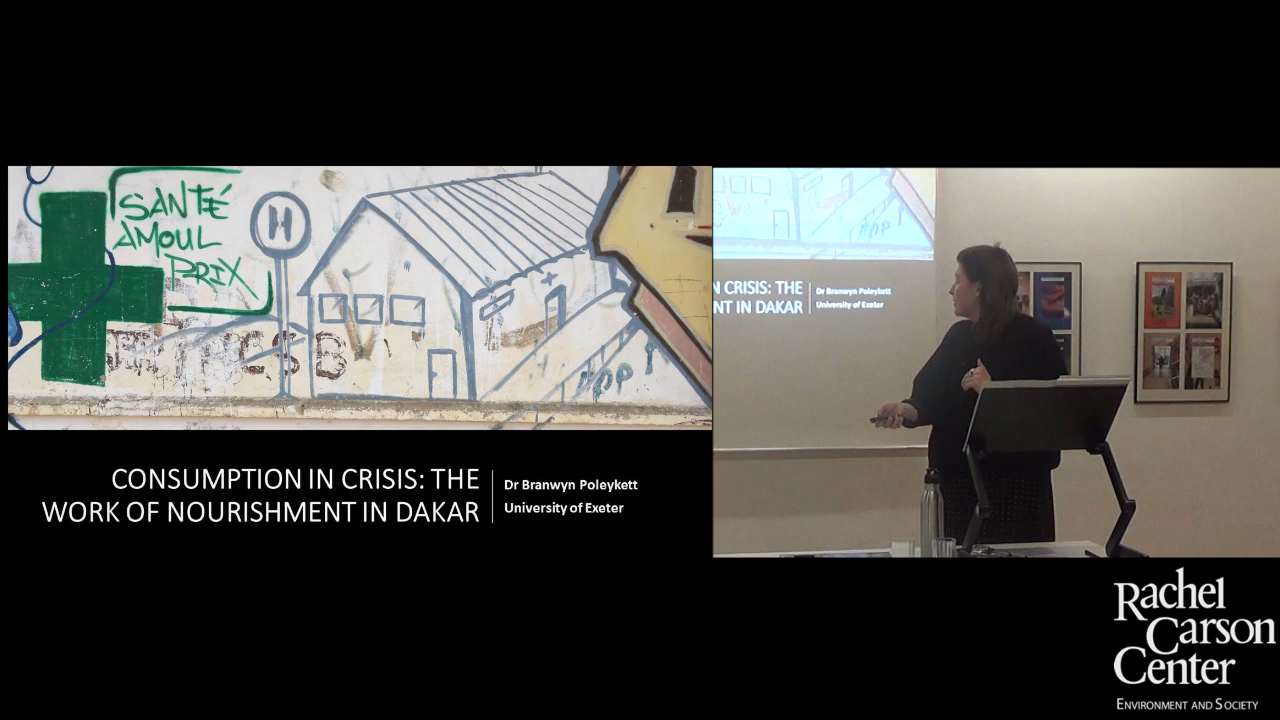 SANTÉ
AMOUL
PRIX
H
CONSUMPTION IN CRISIS: THE
WORK OF NOURISHMENT IN DAKAR
Dr Branwyn Poleykett
University of Exeter
N CRISIS: THE
NT IN DAKAR
Dr Branwyn Poleykett
University of Exeter
Rachel
Carson
Center
ENVIRONMENT AND SOCIETY